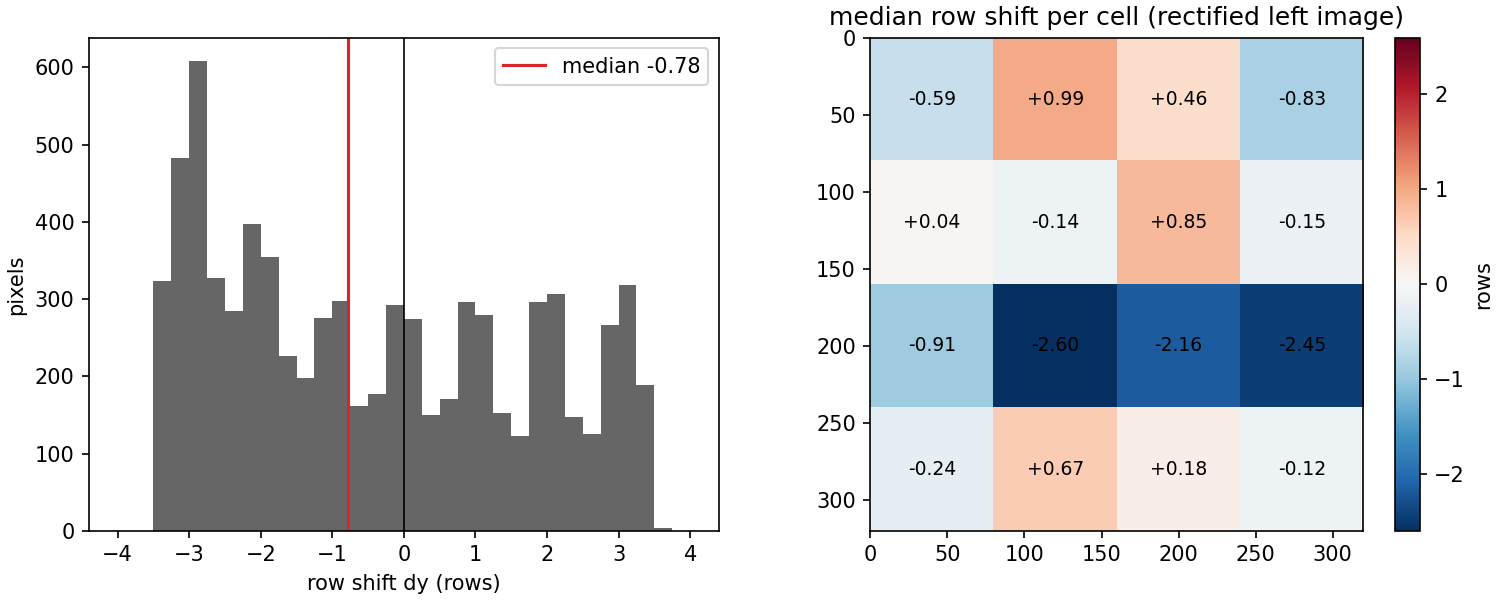 600
500
400
300
200
100
0
pixels
−4 −3 −2 −1 0 1 2 3 4
row shift dy (rows)
median -0.78
median row shift per cell (rectified left image)
0
50
100
150
200
250
300
-0.59 +0.99 +0.46 -0.83
+0.04 -0.14 +0.85 -0.15
-0.91 -2.60 -2.16 -2.45
-0.24 +0.67 +0.18 -0.12
0 50 100 150 200 250 300
2
1
0
−1
−2
rows